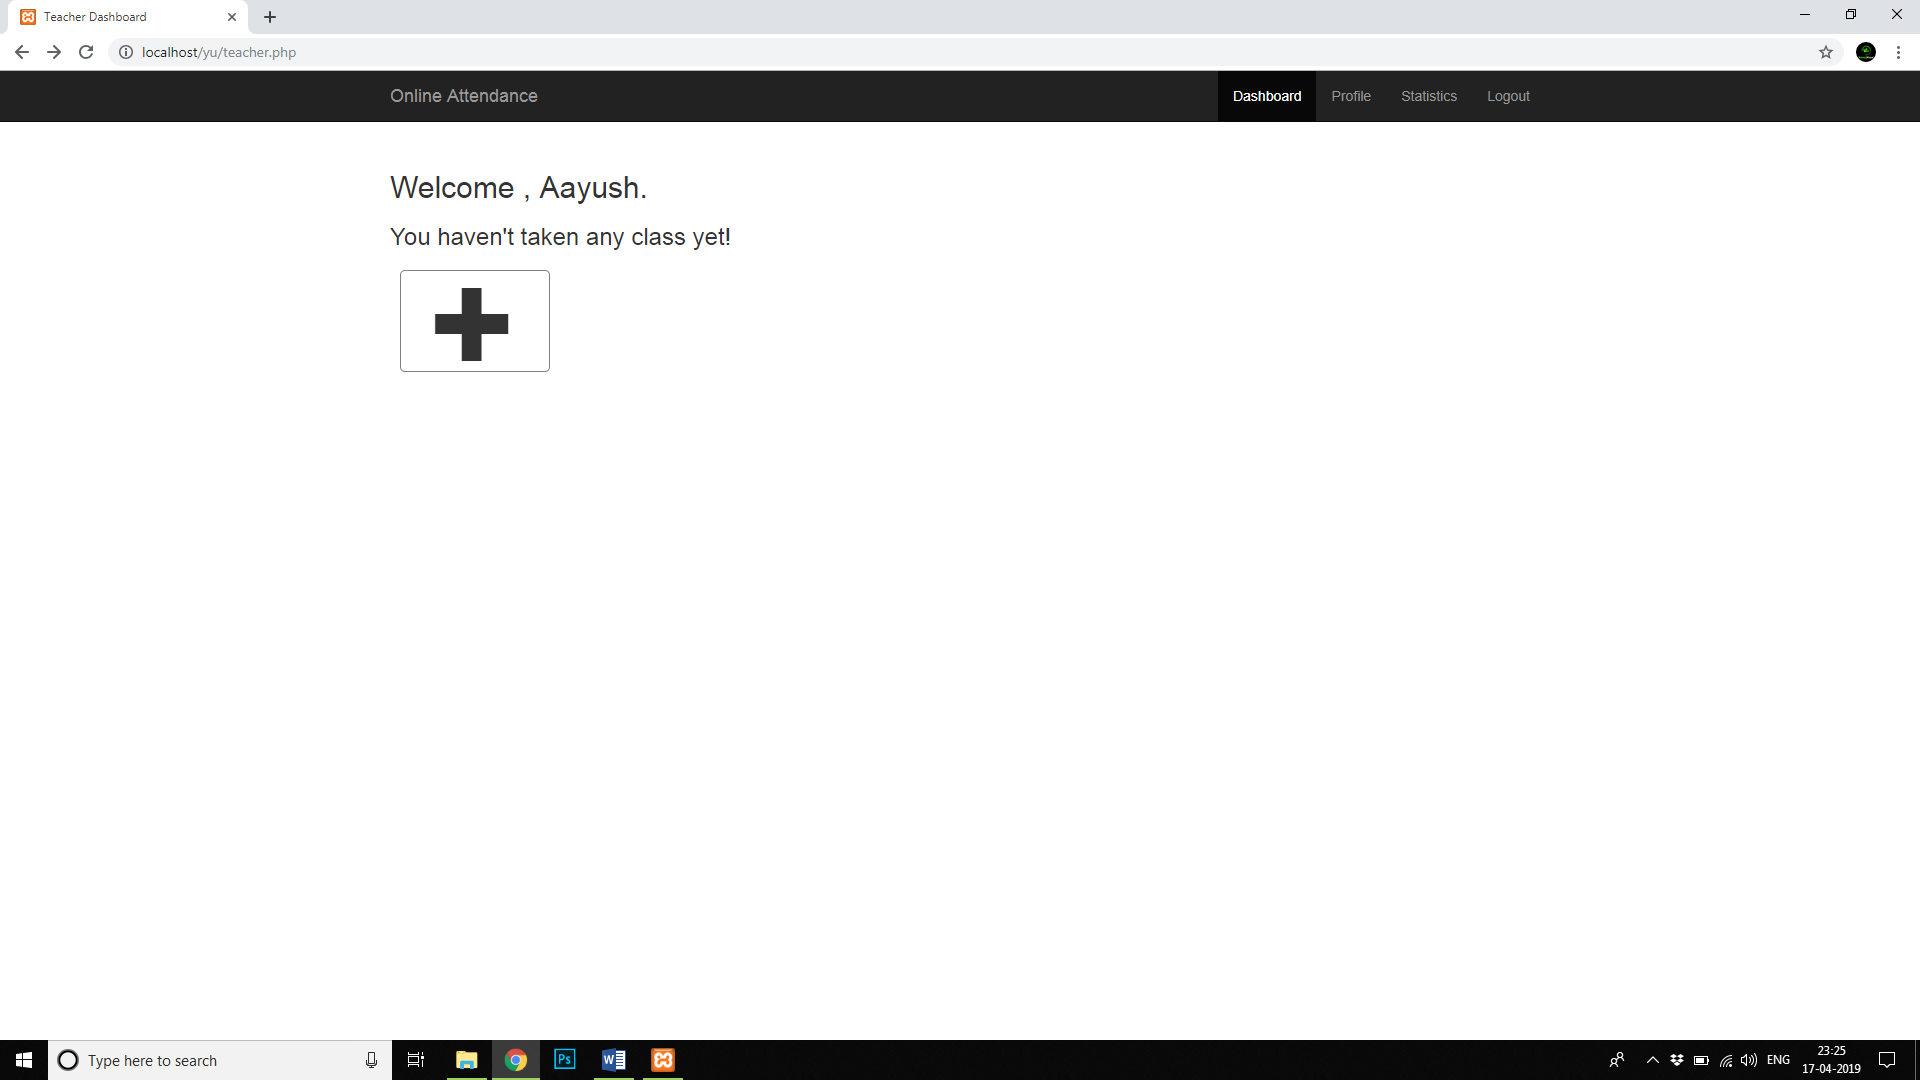 Teacher Dashboard
localhost/yu/teacher.php
Online Attendance
Dashboard Profile Statistics Logout
Welcome , Aayush.
You haven't taken any class yet!
Type here to search
Ps
W
ENG
23:25
17-04-2019